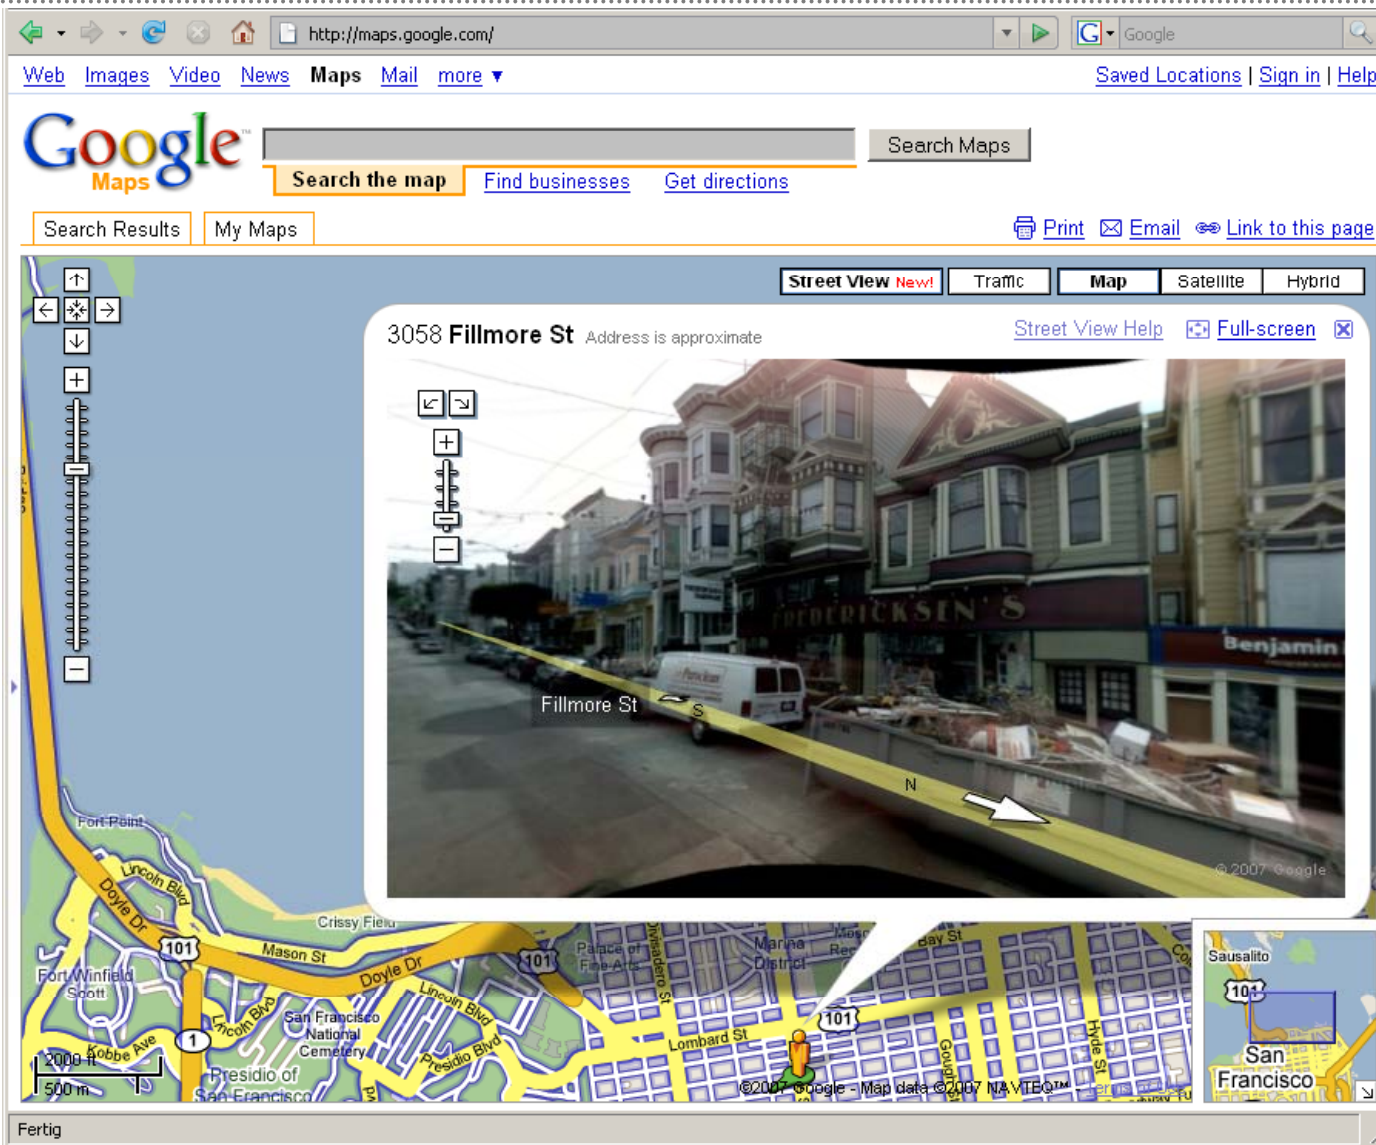 http://maps.google.com/
G Google
Web Images Video News Maps Mail more ▼
Saved Locations | Sign in | Help
Google™
Maps
Search Maps
Search the map Find businesses Get directions
Search Results My Maps
Print Email Link to this page
Street View New! Traffic Map Satellite Hybrid
3058 Fillmore St Address is approximate
Street View Help Full-screen
FREDERICKSEN'S
Benjamin
Fillmore St
S
N
© 2007 Google
Fort Point
Lincoln Blvd
Doyle Dr
Crissy Field
101
Mason St
Doyle Dr
101
Palace of
Fine Arts
Divisadero St
Marina
District
Bay St
Fort Winfield
Scott
Lincoln Blvd
Lincoln Blvd
San Francisco
National
Cemetery
Presidio Blvd
1
Kobbe Ave
Presidio of
San Francisco
Lombard St
101
Gough
Hyde St
2000 ft
500 m
©2007 Google - Map data ©2007 NAVTEQ™ - Terms of Use
Sausalito
101
San
Francisco
Fertig